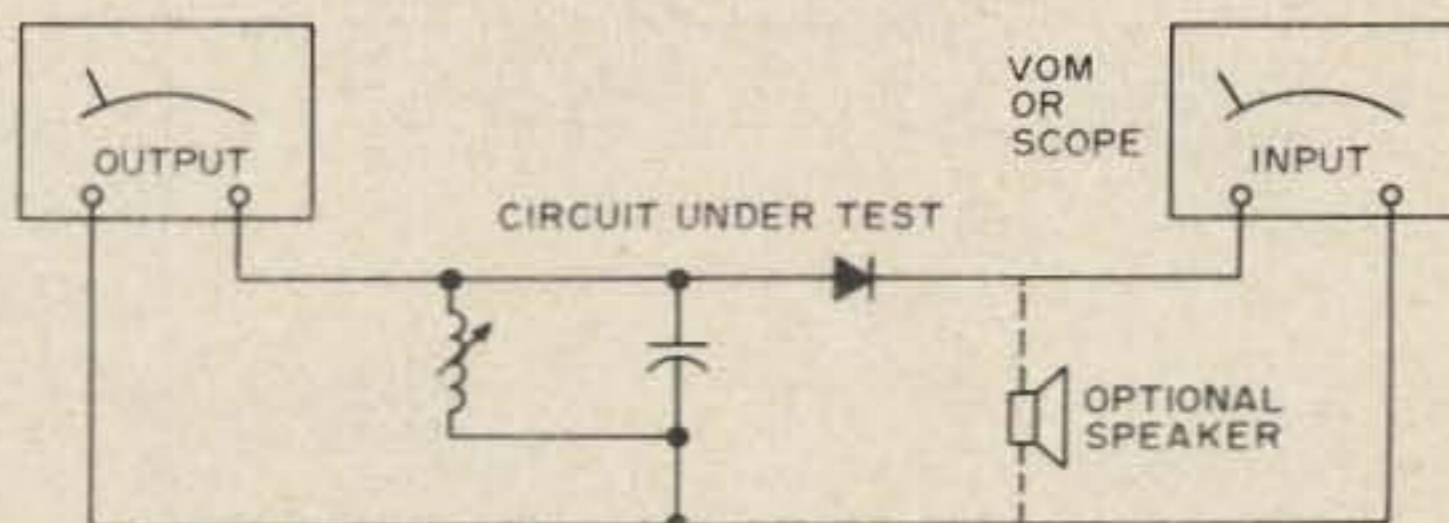 OUTPUT
VOM
OR
SCOPE
INPUT
CIRCUIT UNDER TEST
OPTIONAL
SPEAKER